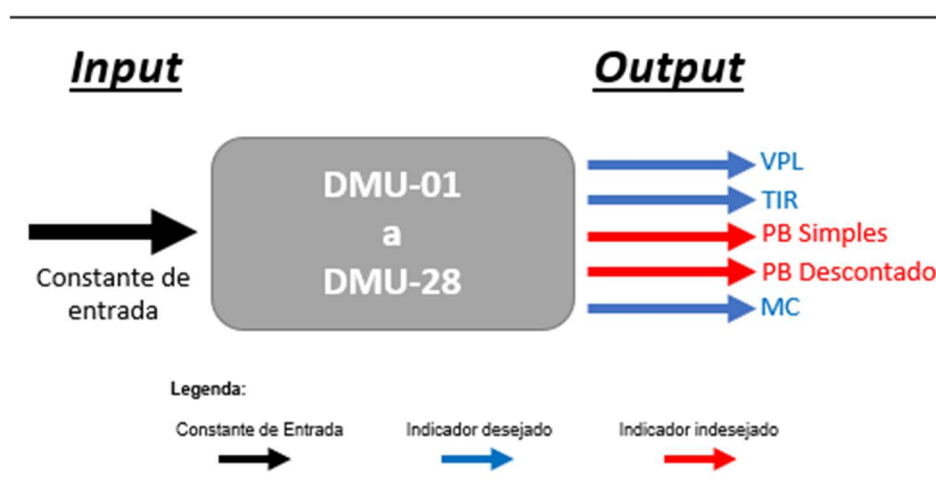 Input
Output
DMU-01
a
DMU-28
Constante de
entrada
VPL
TIR
PB Simples
PB Descontado
MC
Legenda:
Constante de Entrada
Indicador desejado
Indicador indesejado